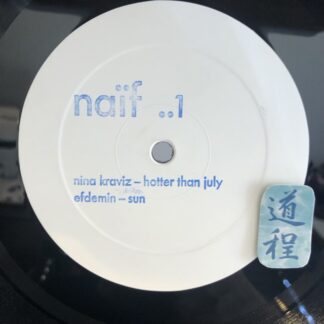 naïf ..1
nina kraviz – hotter than july
efdemin – sun
道
程